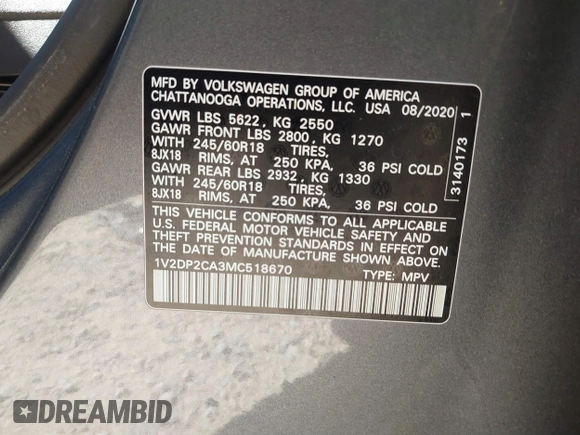 MFD BY VOLKSWAGEN GROUP OF AMERICA
CHATTANOOGA OPERATIONS, LLC. USA 08/2020
GVWR LBS 5622, KG 2550
GAWR FRONT LBS 2800, KG 1270
WITH 245/60R18 TIRES,
8JX18 RIMS, AT 250 KPA, 36 PSI COLD
GAWR REAR LBS 2932, KG 1330
WITH 245/60R18 TIRES,
8JX18 RIMS, AT 250 KPA, 36 PSI COLD
THIS VEHICLE CONFORMS TO ALL APPLICABLE
U.S. FEDERAL MOTOR VEHICLE SAFETY AND
THEFT PREVENTION STANDARDS IN EFFECT ON
THE DATE OF MANUFACTURE SHOWN ABOVE.
1V2DP2CA3MC518670 TYPE: MPV
3140173 1
DREAMBID